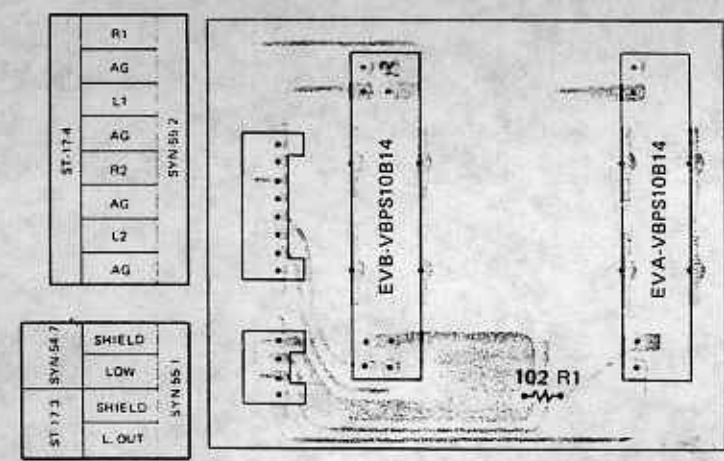 ST-17-4
R1
AG
L1
AG
R2
AG
L2
AG
SYN-55-2
SYN-54-7
ST-17-3
SHIELD
LOW
SHIELD
L. OUT
SYN-55-1
EVB-VBPS10B14
EVA-VBPS10B14
102 R1